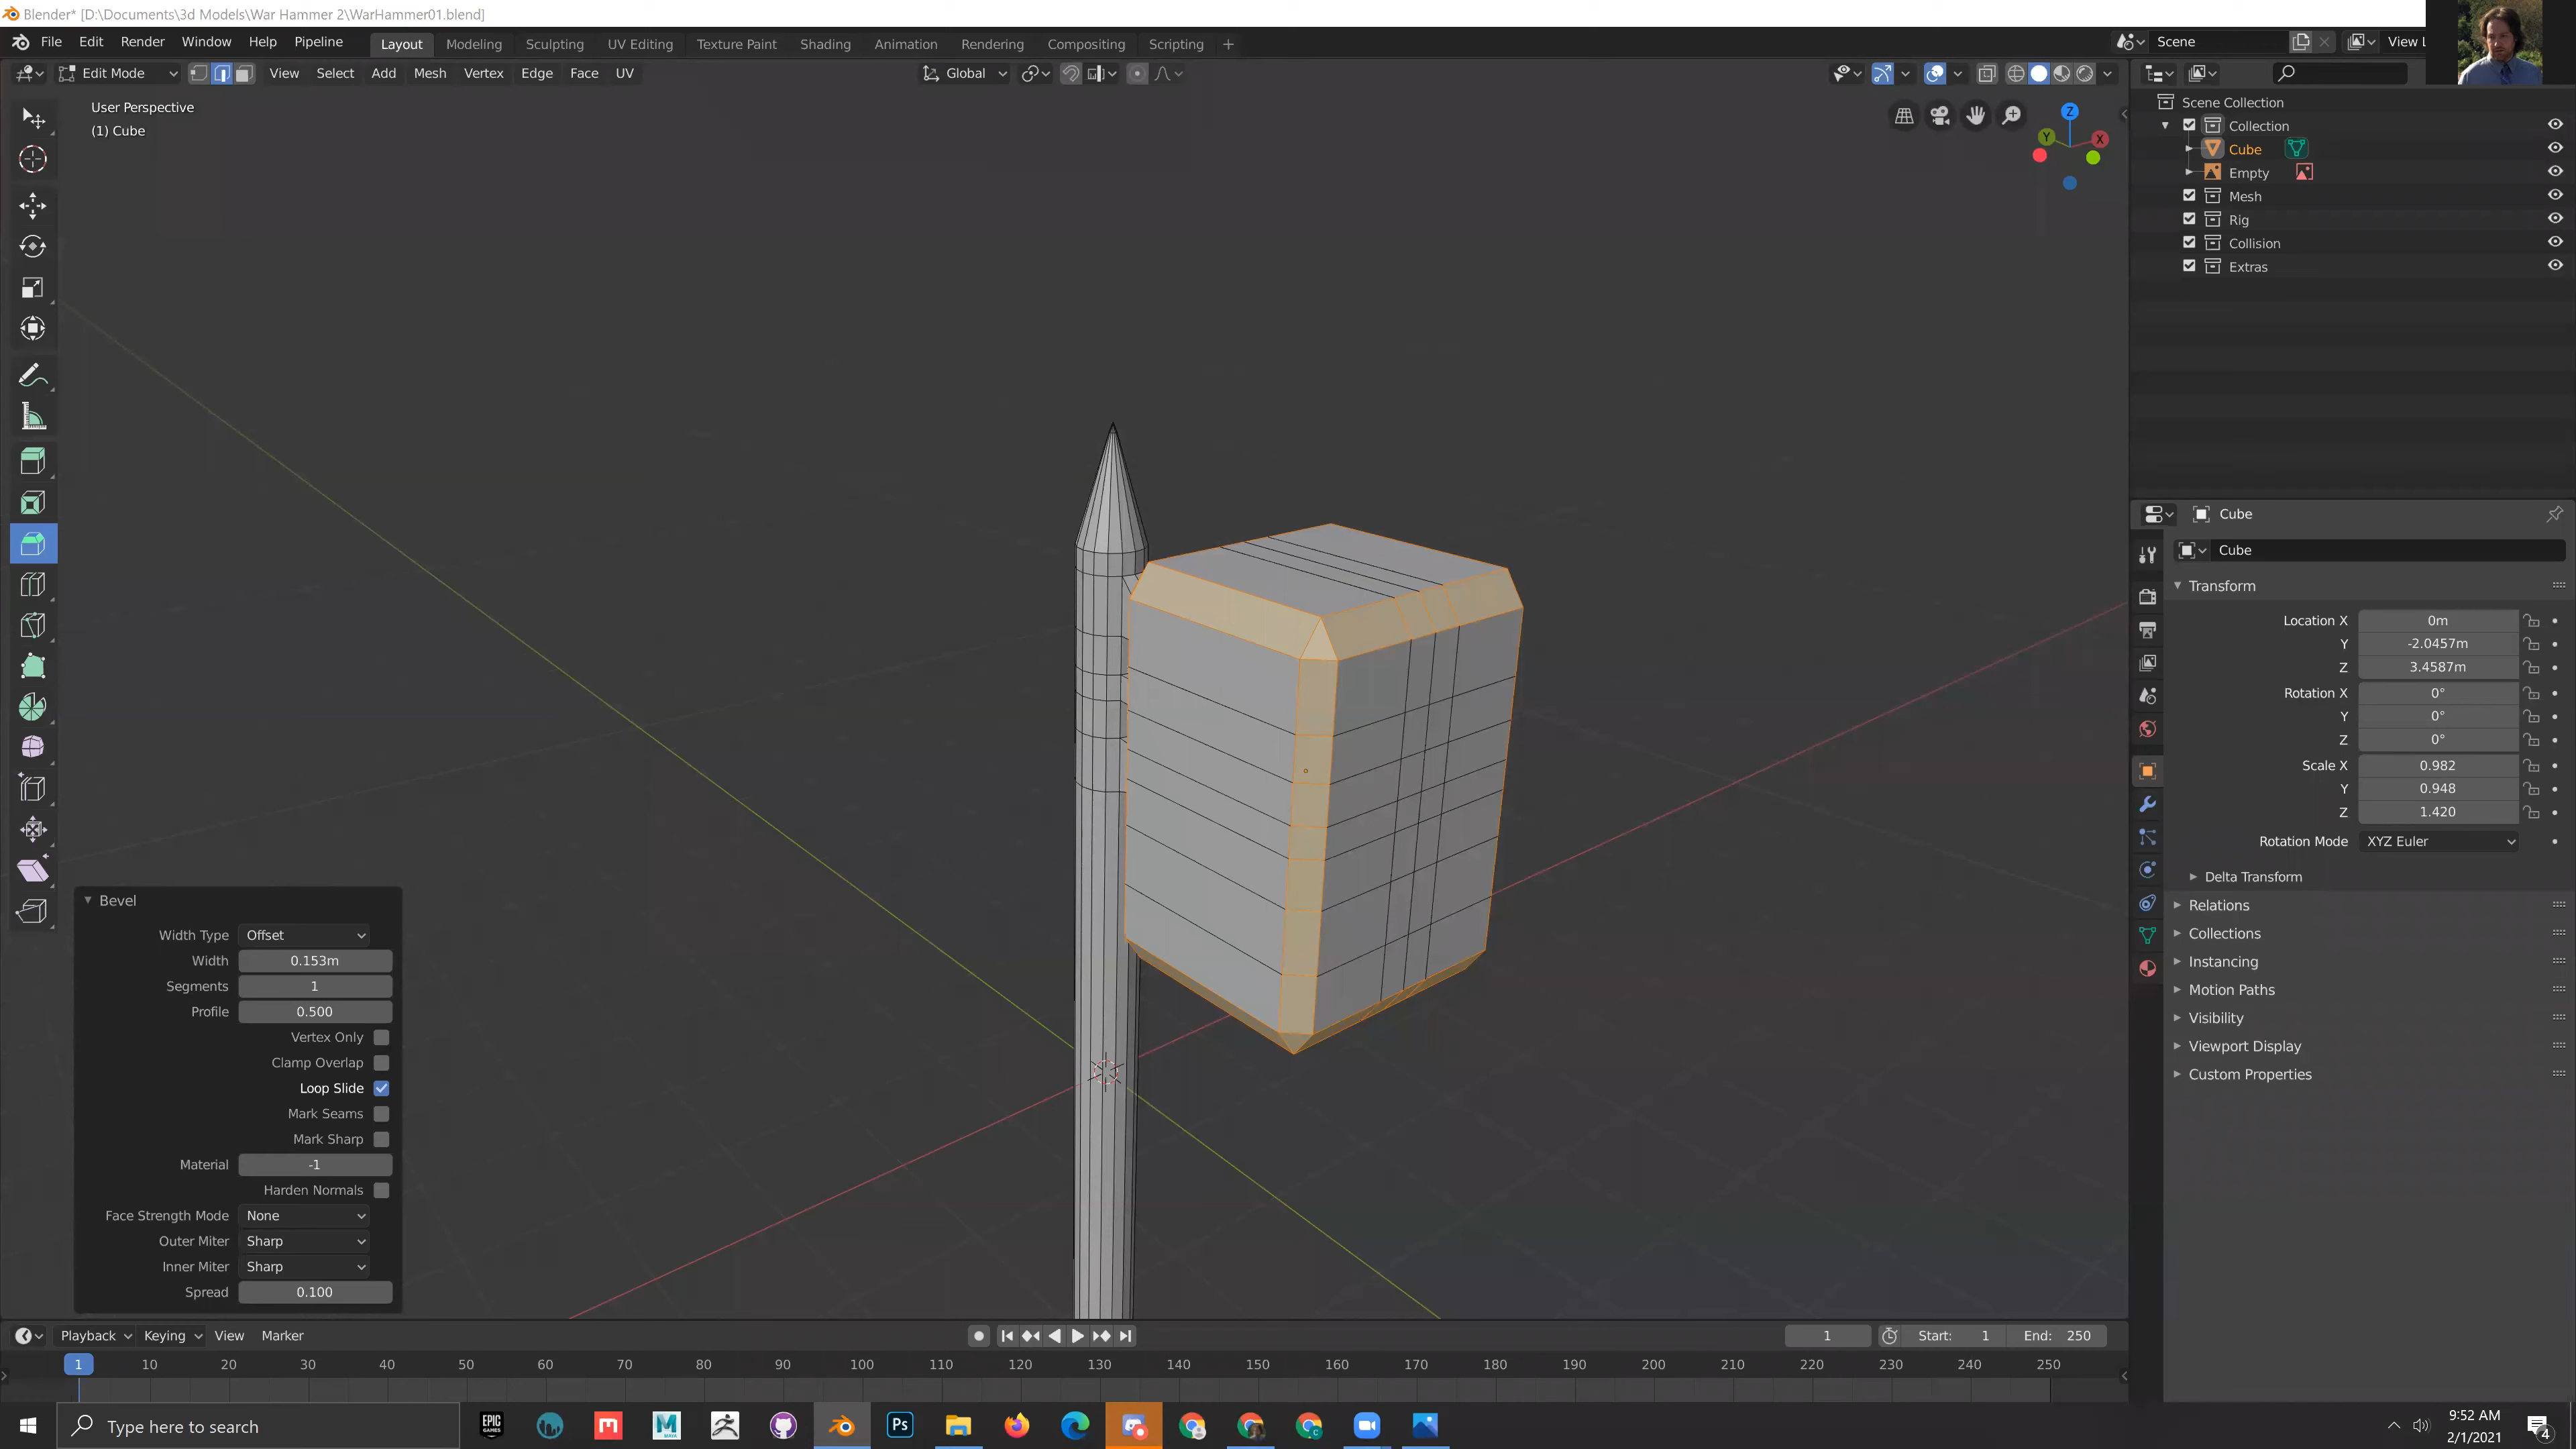 Blender* [D:\Documents\3d Models\War Hammer 2\WarHammer01.blend]
File Edit Render Window Help Pipeline Layout Modeling Sculpting UV Editing Texture Paint Shading Animation Rendering Compositing Scripting + Scene View L
Edit Mode View Select Add Mesh Vertex Edge Face UV Global
User Perspective
(1) Cube
Z
Y
X
Scene Collection
Collection
Cube
Empty
Mesh
Rig
Collision
Extras
Cube
Cube
Transform
Location X 0m
Y -2.0457m
Z 3.4587m
Rotation X 0°
Y 0°
Z 0°
Scale X 0.982
Y 0.948
Z 1.420
Rotation Mode XYZ Euler
Delta Transform
Relations
Collections
Instancing
Motion Paths
Visibility
Viewport Display
Custom Properties
Bevel
Width Type Offset
Width 0.153m
Segments 1
Profile 0.500
Vertex Only
Clamp Overlap
Loop Slide
Mark Seams
Mark Sharp
Material -1
Harden Normals
Face Strength Mode None
Outer Miter Sharp
Inner Miter Sharp
Spread 0.100
Playback Keying View Marker 1 Start: 1 End: 250
1 10 20 30 40 50 60 70 80 90 100 110 120 130 140 150 160 170 180 190 200 210 220 230 240 250
Type here to search
EPIC GAMES
MAYA
Ps
9:52 AM
2/1/2021
4